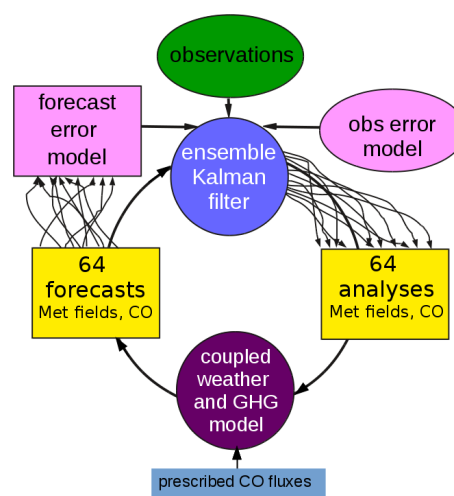 observations
forecast
error
model
obs error
model
ensemble
Kalman
filter
64
forecasts
Met fields, CO
64
analyses
Met fields, CO
coupled
weather
and GHG
model
prescribed CO fluxes